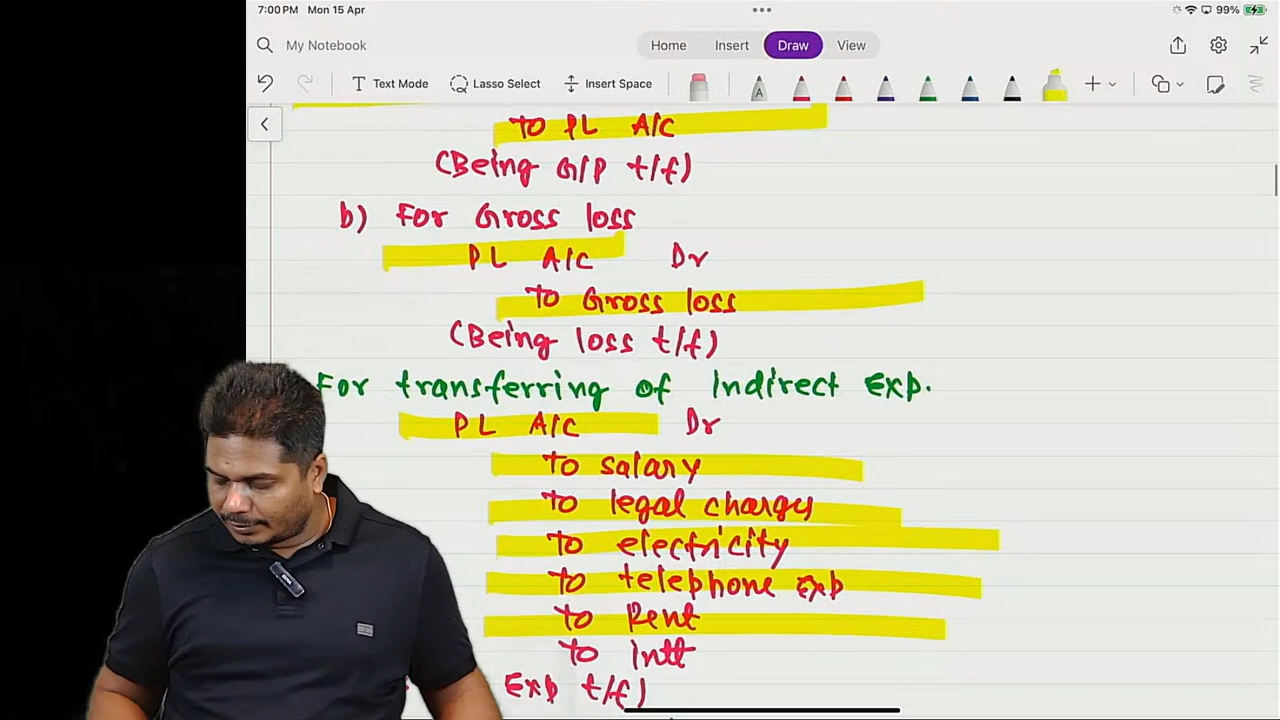 7:00 PM Mon 15 Apr
99%
My Notebook
Home Insert Draw View
Text Mode Lasso Select Insert Space
To PL A/C
(Being G/P t/f)
b) For Gross loss
PL A/C Dr
To Gross loss
(Being loss t/f)
For transferring of Indirect Exp.
PL A/C Dr
To salary
To legal charges
To electricity
To telephone Exp
To Rent
To Intt
Exp t/f)